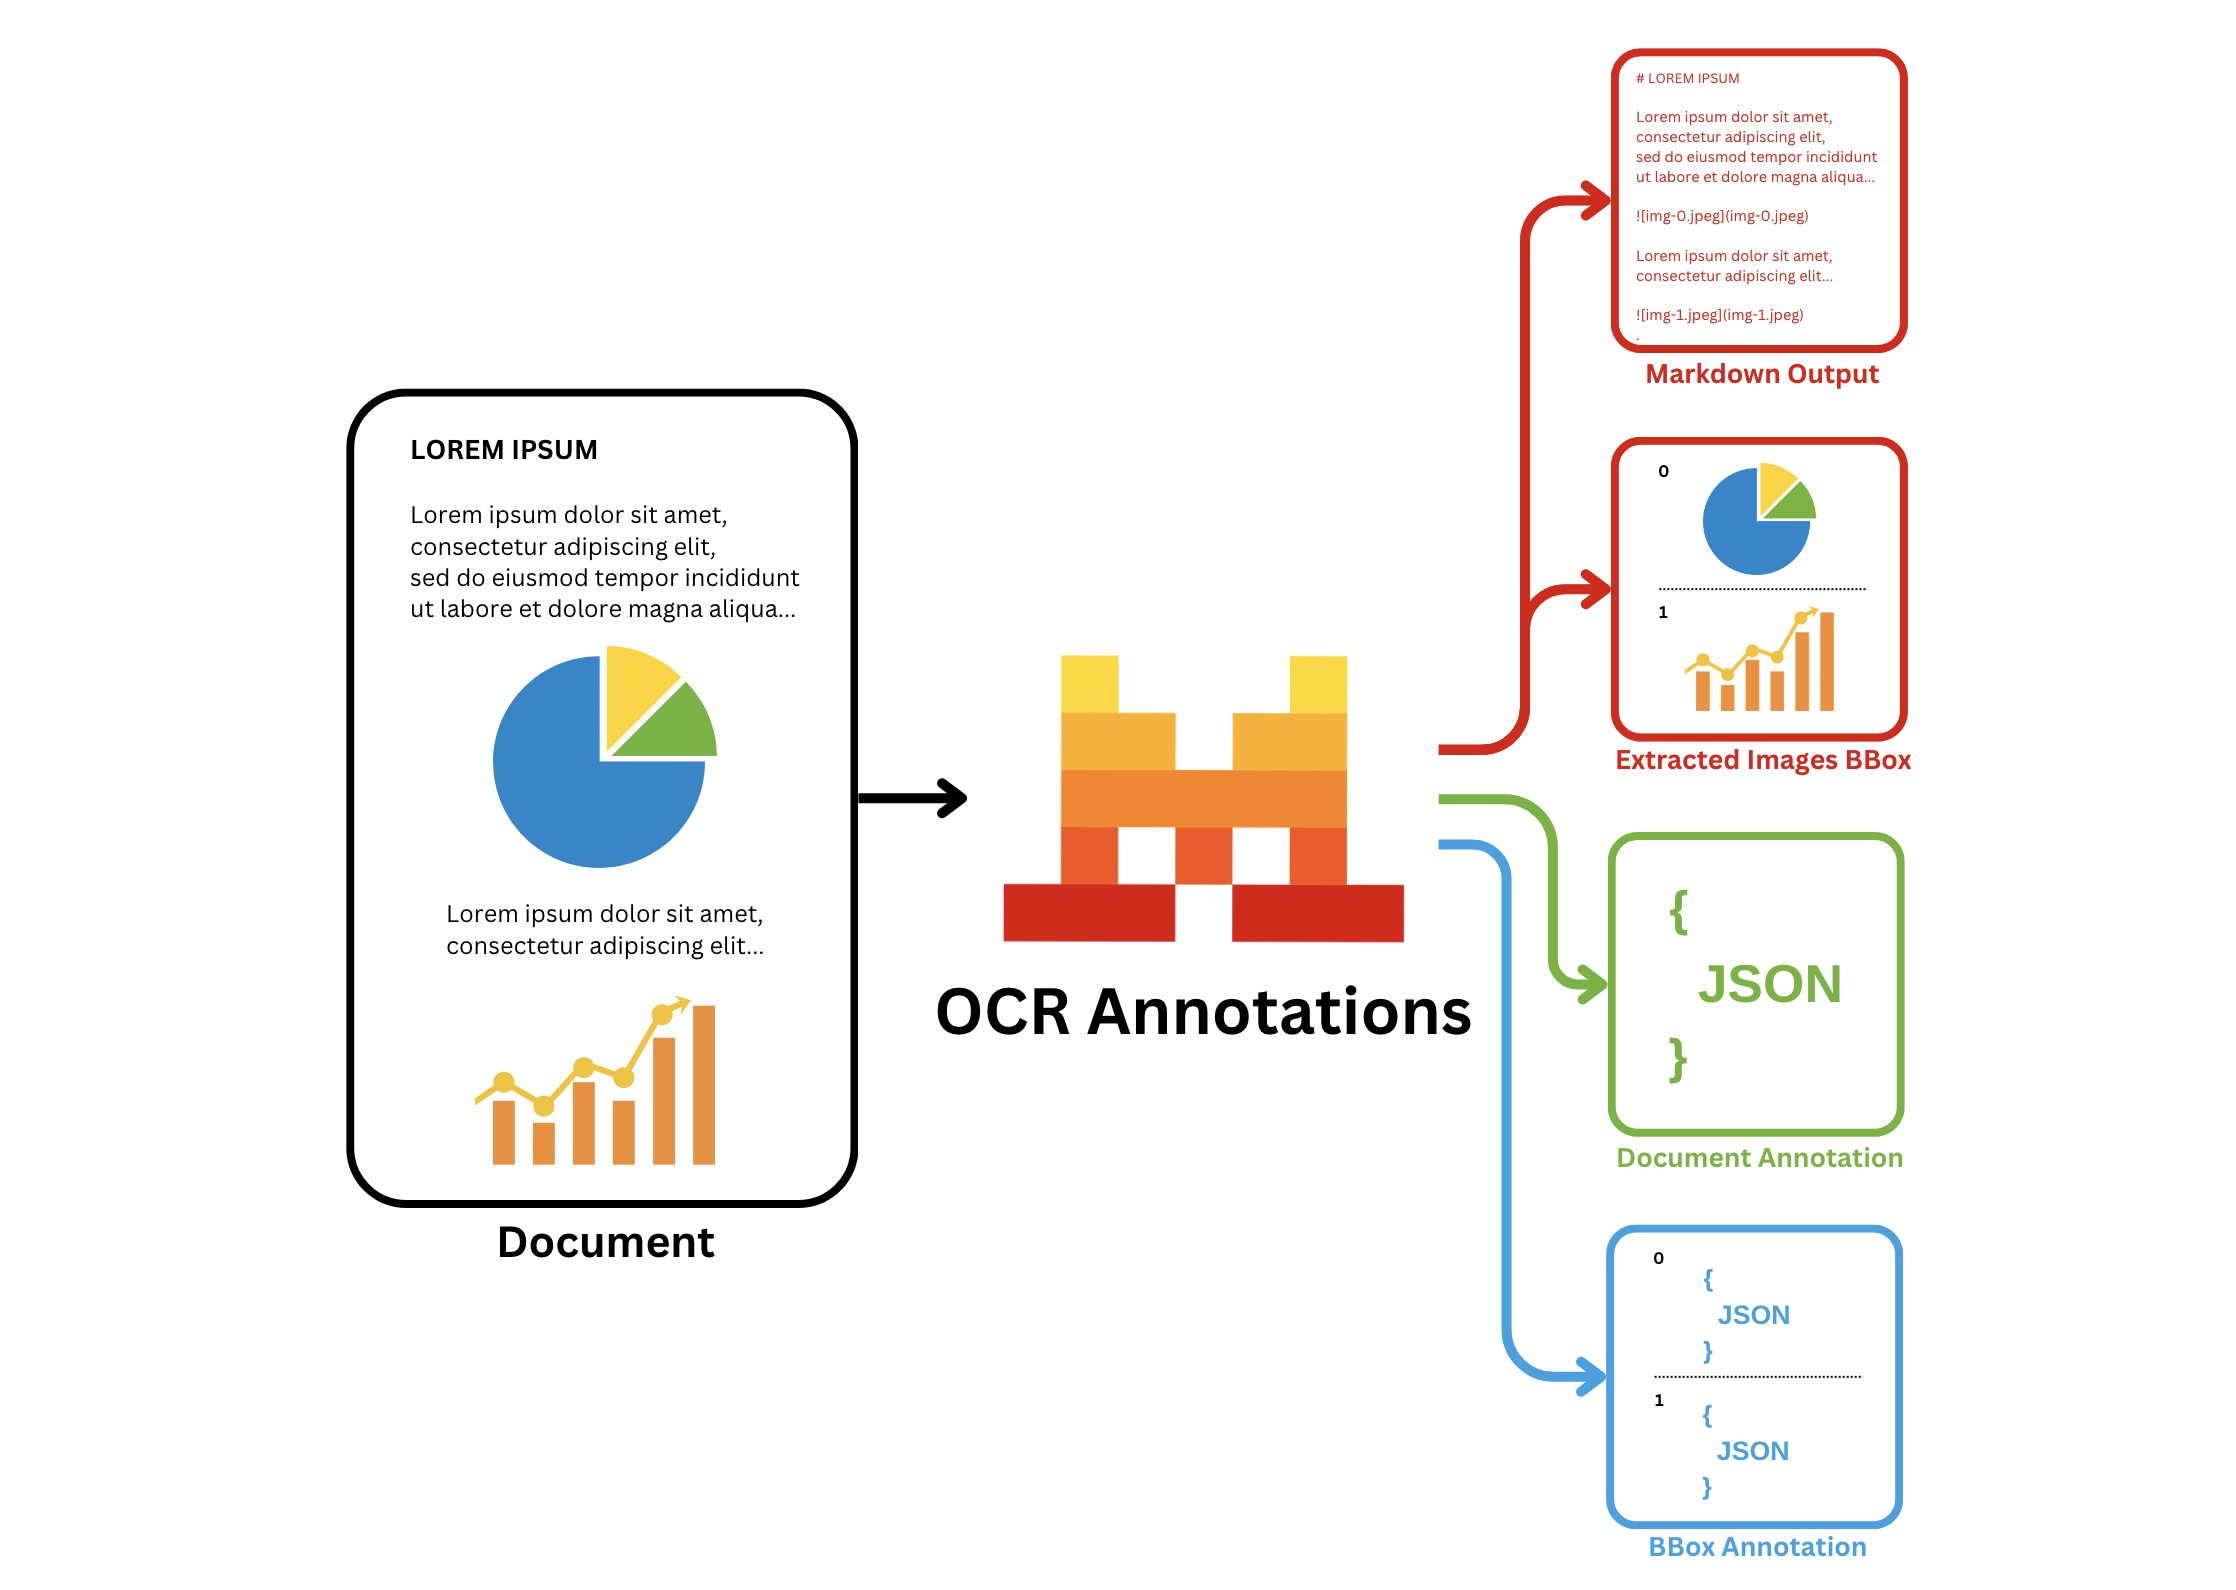 LOREM IPSUM
Lorem ipsum dolor sit amet,
consectetur adipiscing elit,
sed do eiusmod tempor incididunt
ut labore et dolore magna aliqua...
Lorem ipsum dolor sit amet,
consectetur adipiscing elit...
Document
OCR Annotations
# LOREM IPSUM
Lorem ipsum dolor sit amet,
consectetur adipiscing elit,
sed do eiusmod tempor incididunt
ut labore et dolore magna aliqua...
![img-0.jpeg](img-0.jpeg)
Lorem ipsum dolor sit amet,
consectetur adipiscing elit...
![img-1.jpeg](img-1.jpeg)
.
Markdown Output
0
1
Extracted Images BBox
{
JSON
}
Document Annotation
0
{
JSON
}
1
{
JSON
}
BBox Annotation